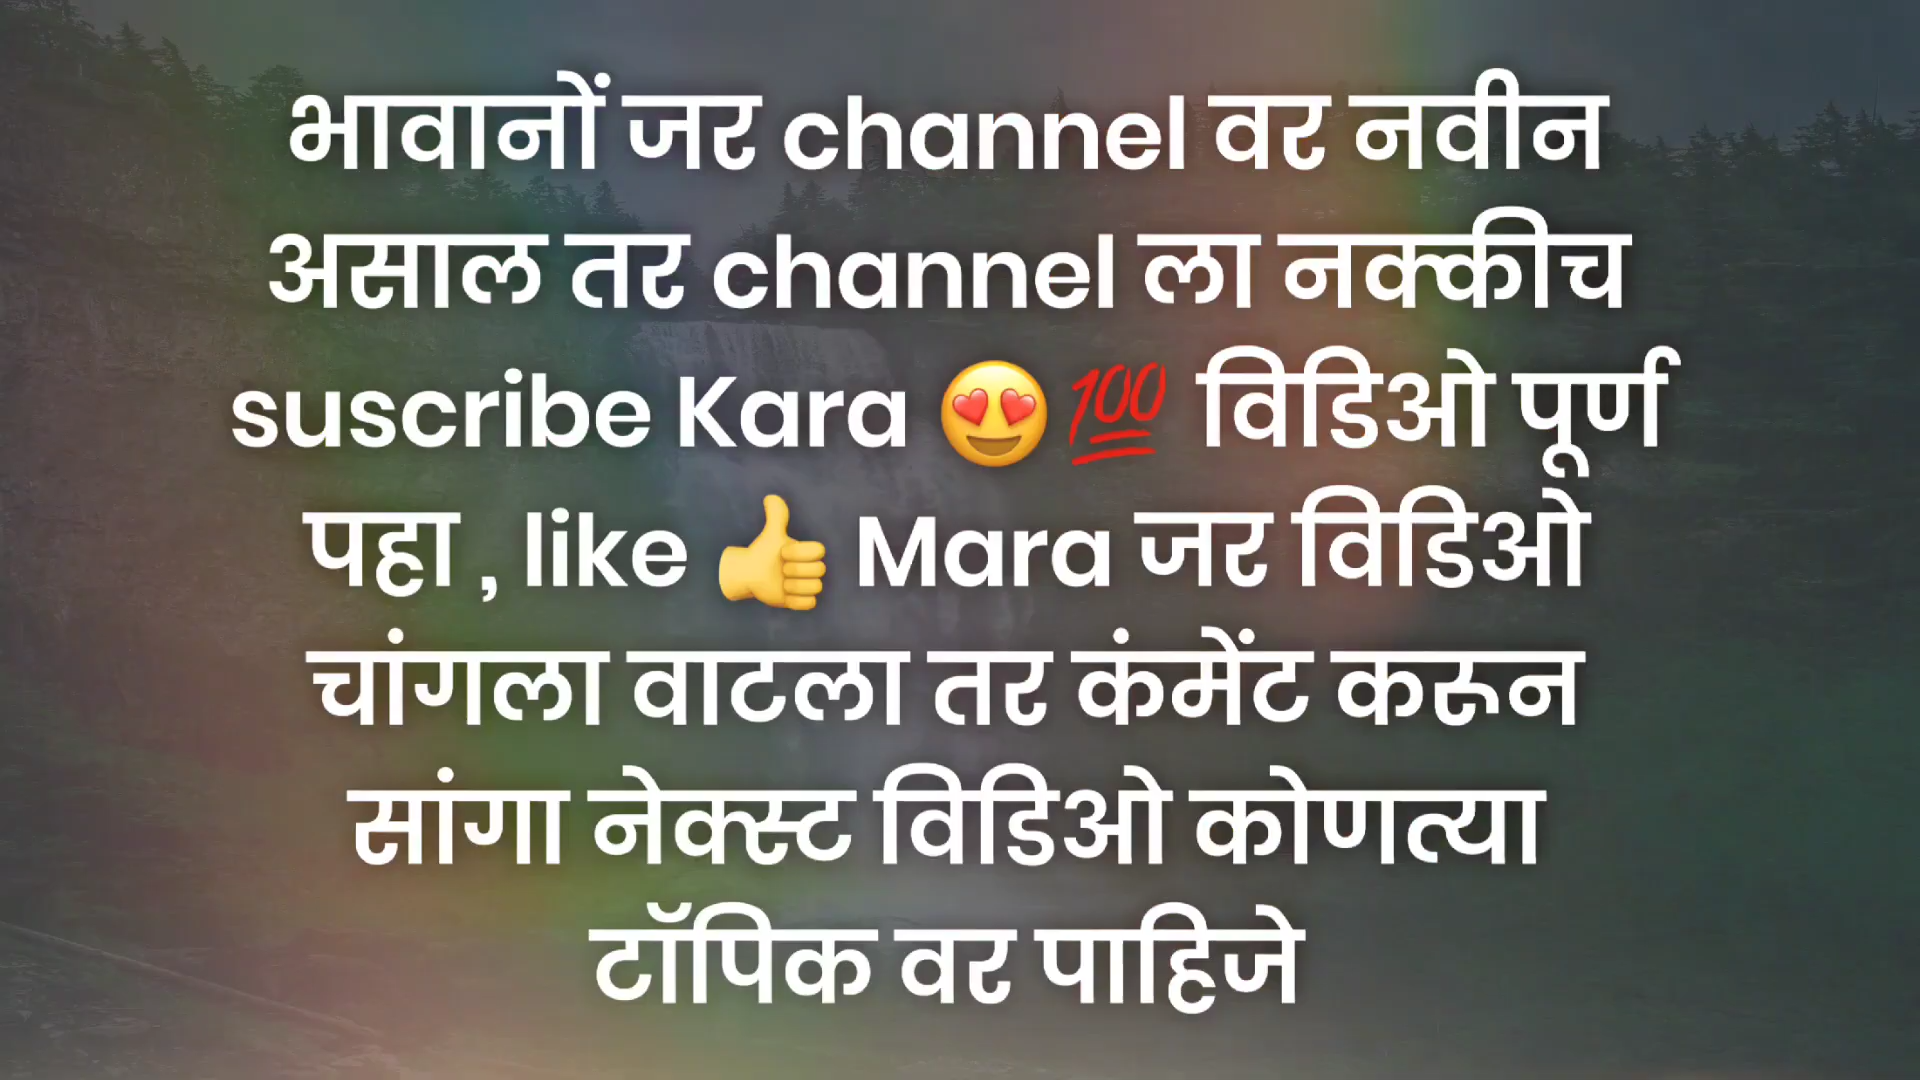 भावानों जर channel वर नवीन
असाल तर channel ला नक्कीच
suscribe Kara 😍💯 विडिओ पूर्ण
पहा , like 👍 Mara जर विडिओ
चांगला वाटला तर कंमेंट करून
सांगा नेक्स्ट विडिओ कोणत्या
टॉपिक वर पाहिजे